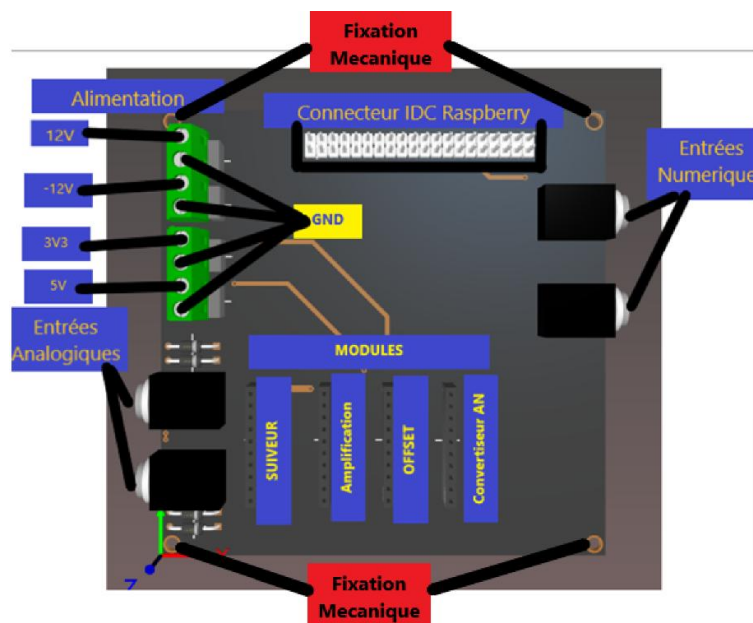 Fixation
Mecanique
Alimentation
Connecteur IDC Raspberry
12V
-12V
3V3
5V
GND
Entrées
Numerique
Entrées
Analogiques
MODULES
SUIVEUR
Amplification
OFFSET
Convertiseur AN
Fixation
Mecanique